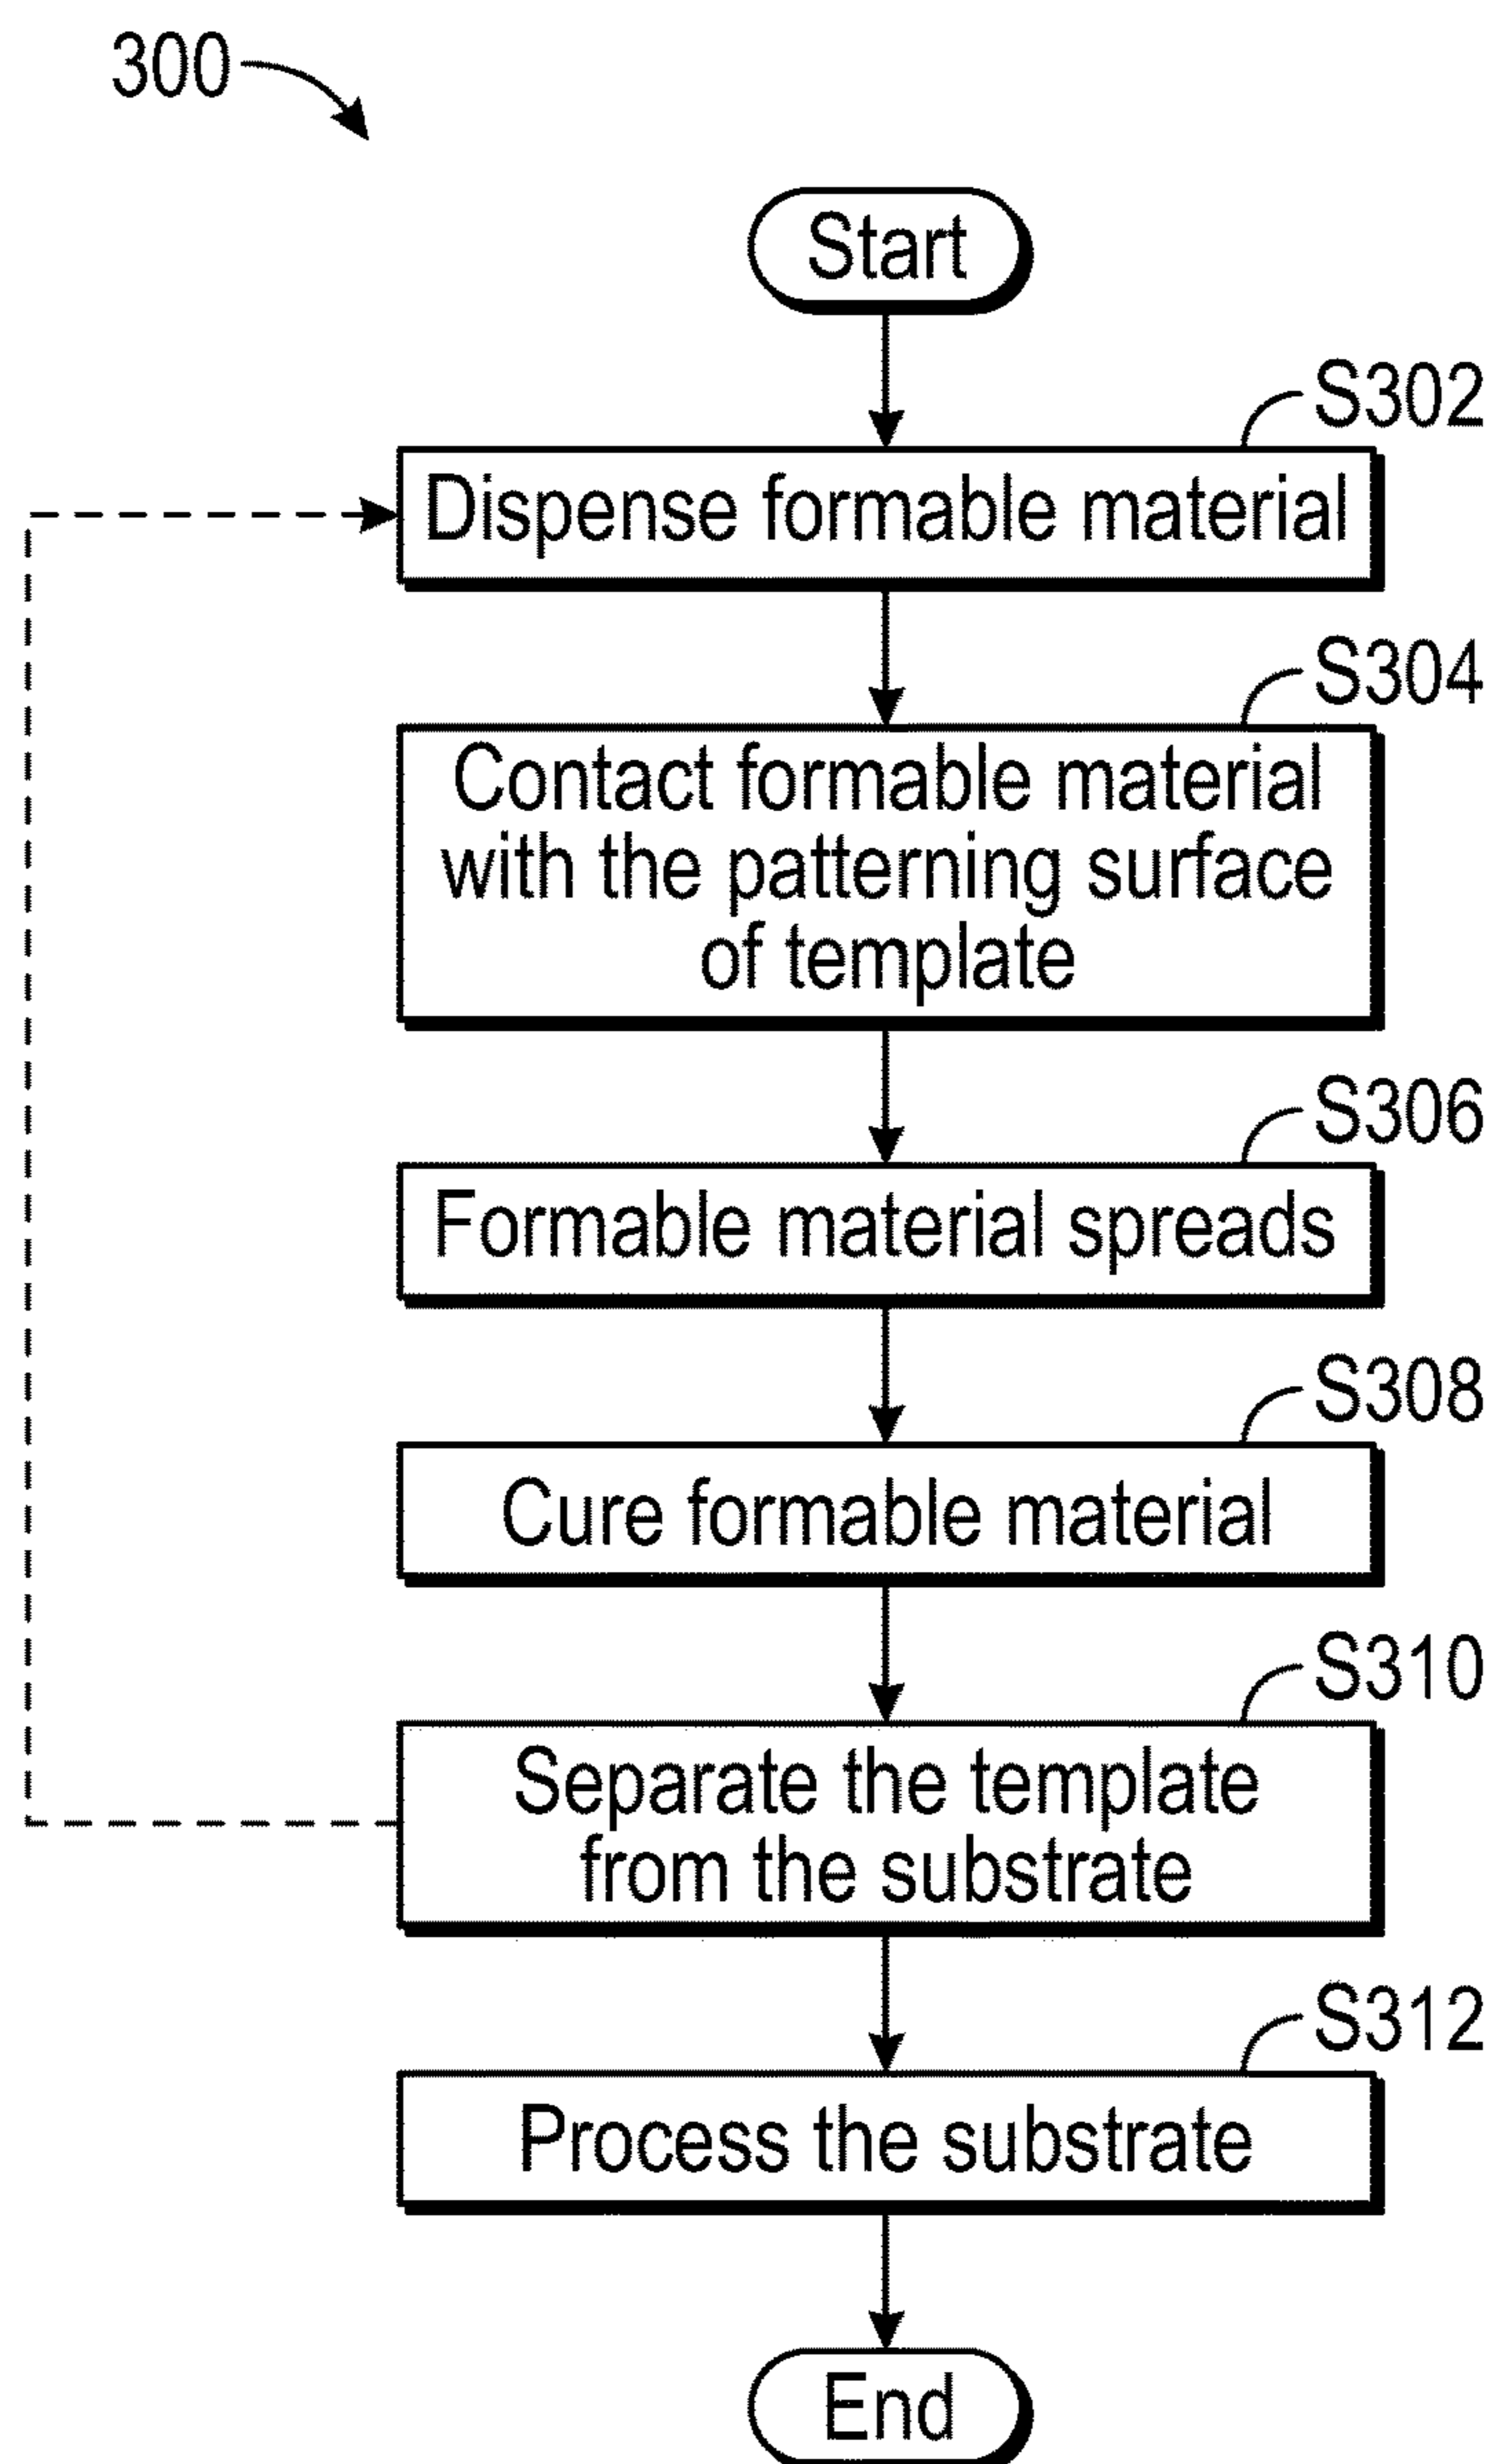 300
Start
S302
Dispense formable material
S304
Contact formable material
with the patterning surface
of template
S306
Formable material spreads
S308
Cure formable material
S310
Separate the template
from the substrate
S312
Process the substrate
End